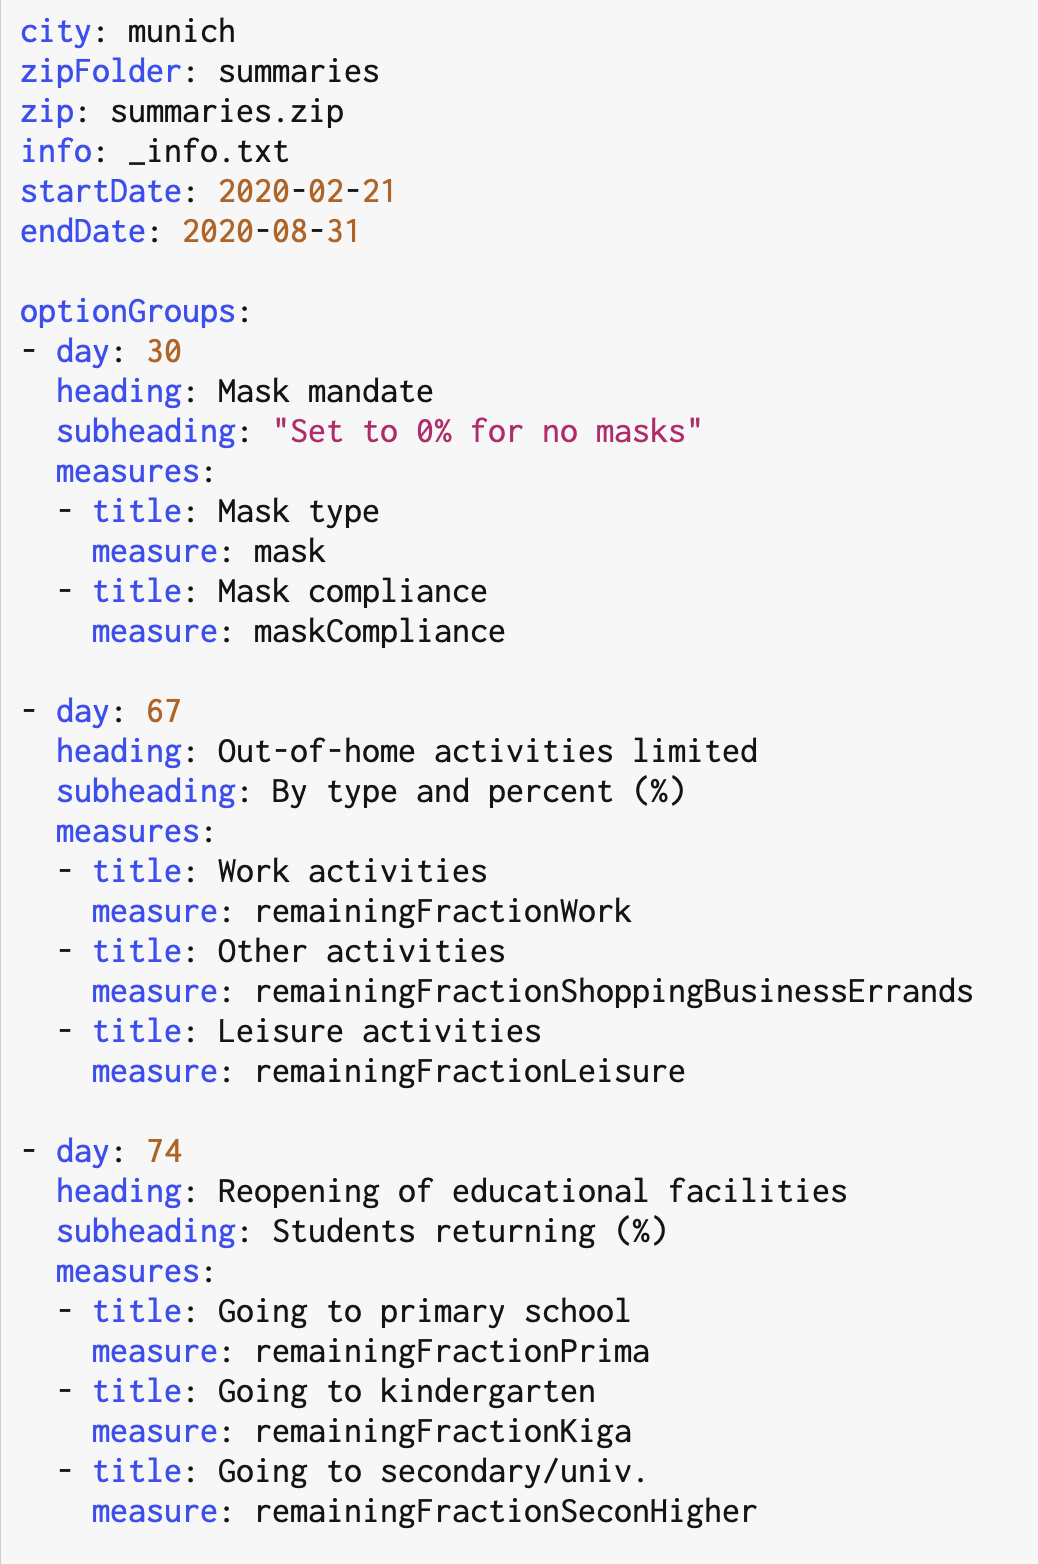 city: munich
zipFolder: summaries
zip: summaries.zip
info: _info.txt
startDate: 2020-02-21
endDate: 2020-08-31

optionGroups:
- day: 30
  heading: Mask mandate
  subheading: "Set to 0% for no masks"
  measures:
  - title: Mask type
    measure: mask
  - title: Mask compliance
    measure: maskCompliance

- day: 67
  heading: Out-of-home activities limited
  subheading: By type and percent (%)
  measures:
  - title: Work activities
    measure: remainingFractionWork
  - title: Other activities
    measure: remainingFractionShoppingBusinessErrands
  - title: Leisure activities
    measure: remainingFractionLeisure

- day: 74
  heading: Reopening of educational facilities
  subheading: Students returning (%)
  measures:
  - title: Going to primary school
    measure: remainingFractionPrima
  - title: Going to kindergarten
    measure: remainingFractionKiga
  - title: Going to secondary/univ.
    measure: remainingFractionSeconHigher